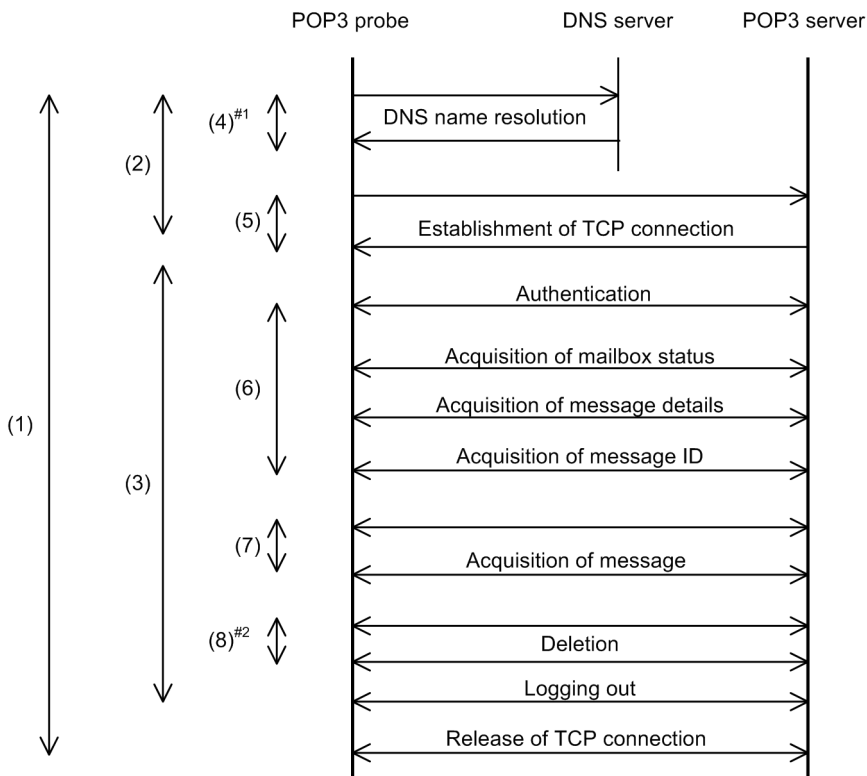 POP3 probe DNS server POP3 server
(4)#1 DNS name resolution
(2)
(5) Establishment of TCP connection
Authentication
Acquisition of mailbox status
(6)
Acquisition of message details
(1)
Acquisition of message ID
(3)
(7) Acquisition of message
(8)#2 Deletion
Logging out
Release of TCP connection